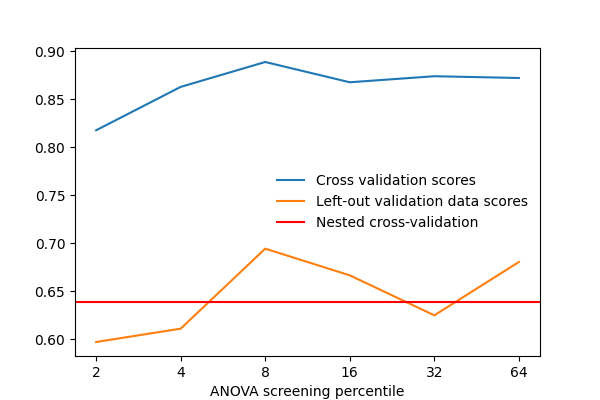 0.90
0.85
0.80
0.75
0.70
0.65
0.60
Cross validation scores
Left-out validation data scores
Nested cross-validation
2 4 8 16 32 64
ANOVA screening percentile